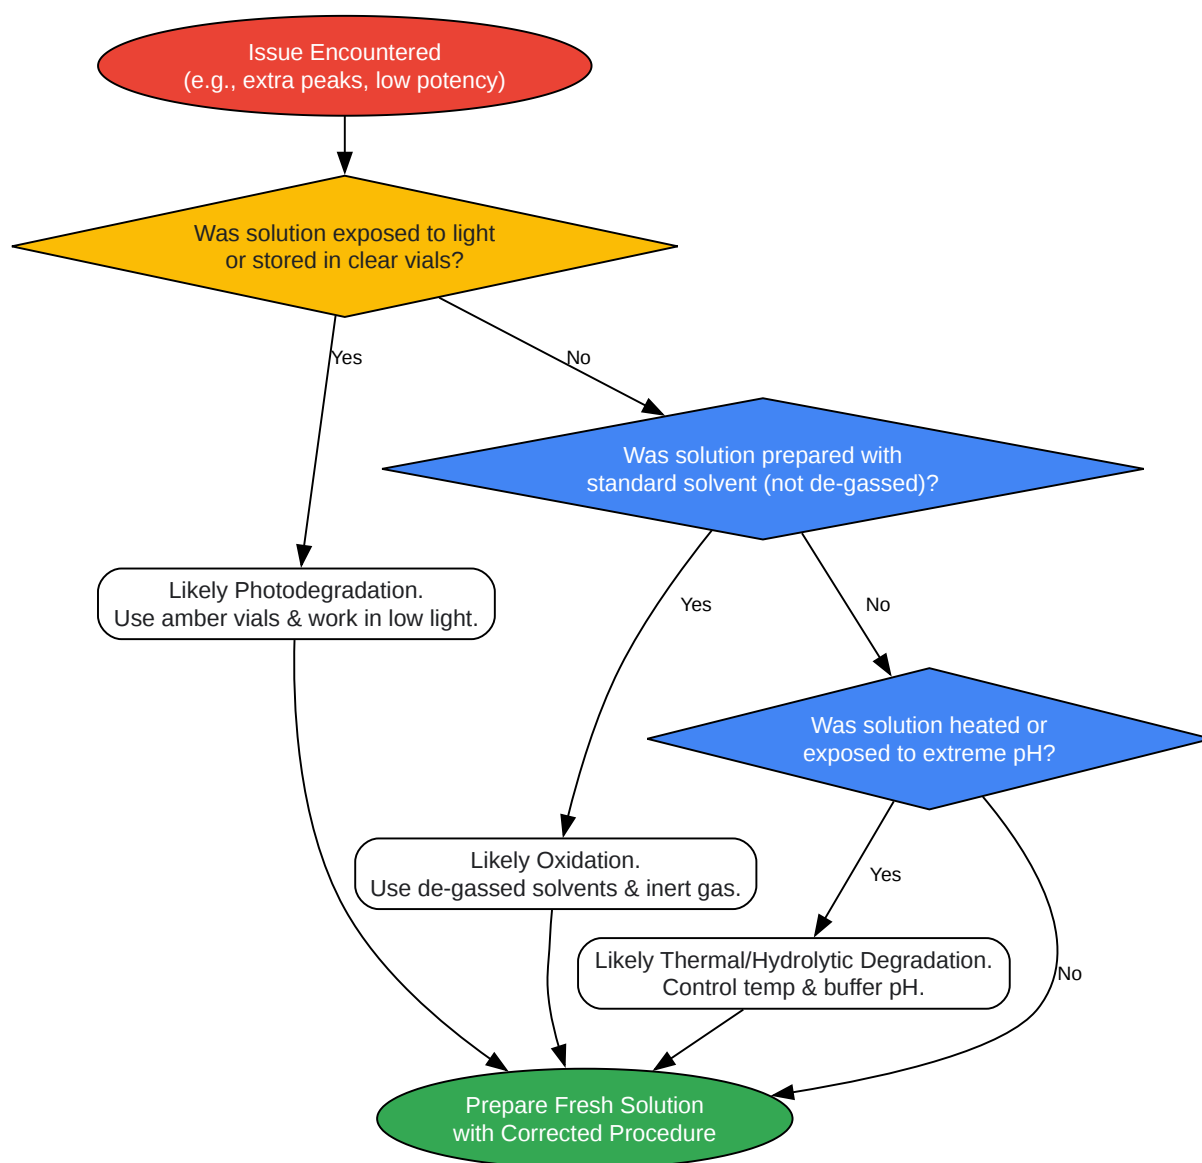 Issue Encountered
(e.g., extra peaks, low potency)
Was solution exposed to light
or stored in clear vials?
Yes
No
Was solution prepared with
standard solvent (not de-gassed)?
Likely Photodegradation.
Use amber vials & work in low light.
Yes
No
Was solution heated or
exposed to extreme pH?
Likely Oxidation.
Use de-gassed solvents & inert gas.
Yes
Likely Thermal/Hydrolytic Degradation.
Control temp & buffer pH.
No
Prepare Fresh Solution
with Corrected Procedure